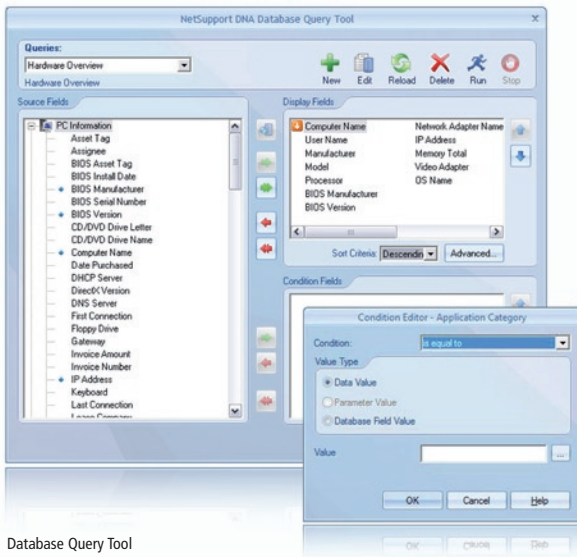 NetSupport DNA Database Query Tool
x
Queries:
Hardware Overview
Hardware Overview
New Edit Reload Delete Run Stop
Source Fields
PC Information
Asset Tag
Assignee
BIOS Asset Tag
BIOS Install Date
BIOS Manufacturer
BIOS Serial Number
BIOS Version
CD/DVD Drive Letter
CD/DVD Drive Name
Computer Name
Date Purchased
DHCP Server
DirectX Version
DNS Server
First Connection
Floppy Drive
Gateway
Invoice Amount
Invoice Number
IP Address
Keyboard
Last Connection
Display Fields
Computer Name
User Name
Manufacturer
Model
Processor
BIOS Manufacturer
BIOS Version
Network Adapter Name
IP Address
Memory Total
Video Adapter
OS Name
Sort Criteria: Descendin
Advanced...
Condition Fields
Condition Editor - Application Category
Condition: is equal to
Value Type
Data Value
Parameter Value
Database Field Value
Value
...
OK Cancel Help
Database Query Tool